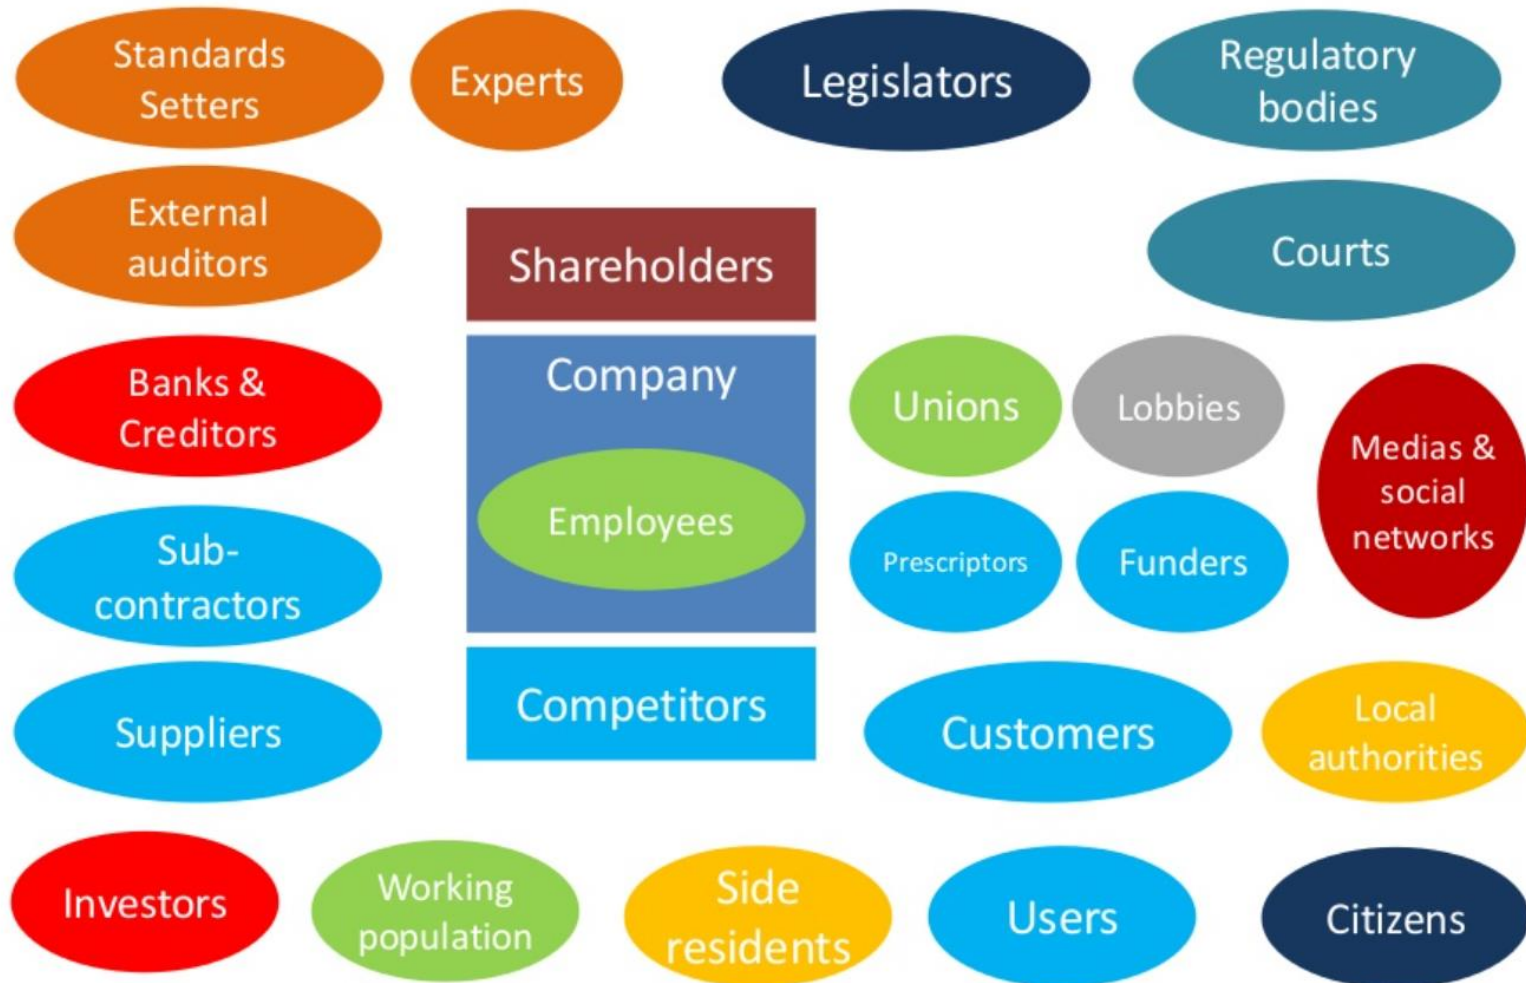 Standards
Setters
Experts
Legislators
Regulatory
bodies
External
auditors
Shareholders
Courts
Banks &
Creditors
Company
Unions
Lobbies
Medias &
social
networks
Sub-
contractors
Employees
Prescriptors
Funders
Suppliers
Competitors
Customers
Local
authorities
Investors
Working
population
Side
residents
Users
Citizens